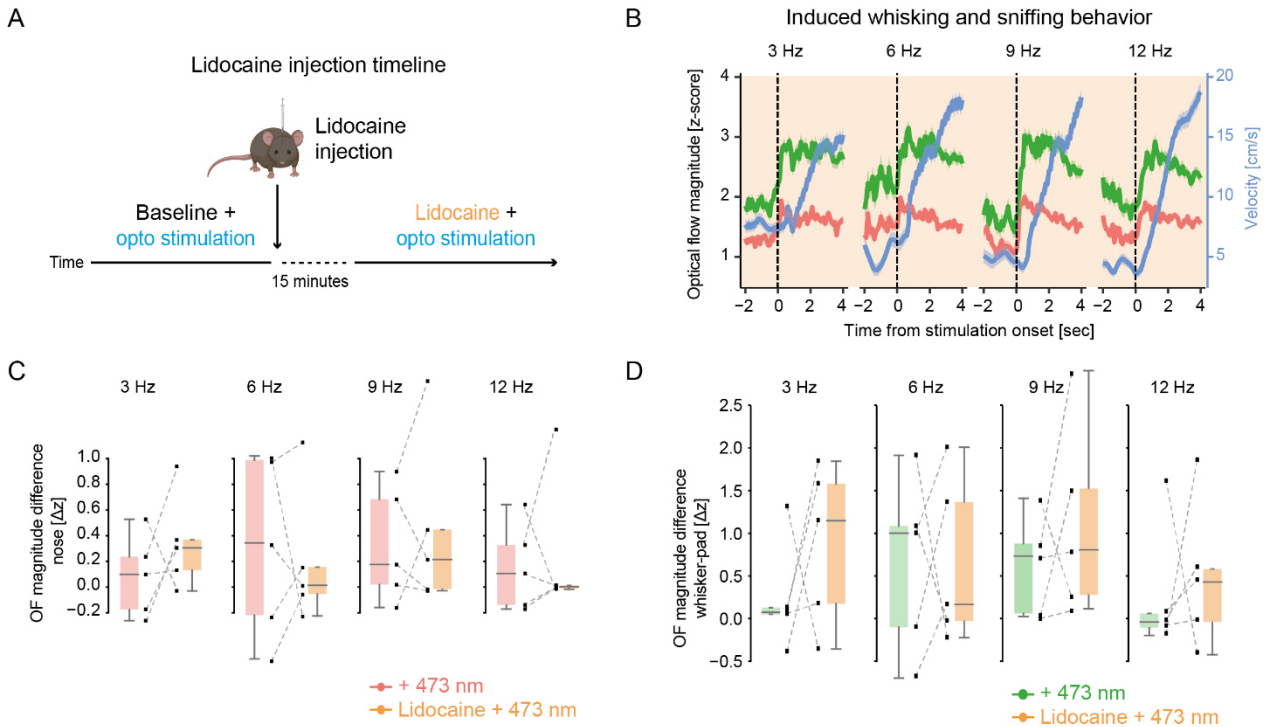 A
Lidocaine injection timeline
Lidocaine
injection
Baseline +
opto stimulation
Lidocaine +
opto stimulation
Time
15 minutes
B
Induced whisking and sniffing behavior
3 Hz 6 Hz 9 Hz 12 Hz
Optical flow magnitude [z-score]
4
3
2
1
20
15
10
5
Velocity [cm/s]
−2 0 2 4 −2 0 2 4 −2 0 2 4 −2 0 2 4
Time from stimulation onset [sec]
C
3 Hz 6 Hz 9 Hz 12 Hz
OF magnitude difference
nose [Δz]
1.0
0.8
0.6
0.4
0.2
0.0
−0.2
+ 473 nm
Lidocaine + 473 nm
D
3 Hz 6 Hz 9 Hz 12 Hz
OF magnitude difference
whisker-pad [Δz]
2.5
2.0
1.5
1.0
0.5
0.0
−0.5
+ 473 nm
Lidocaine + 473 nm